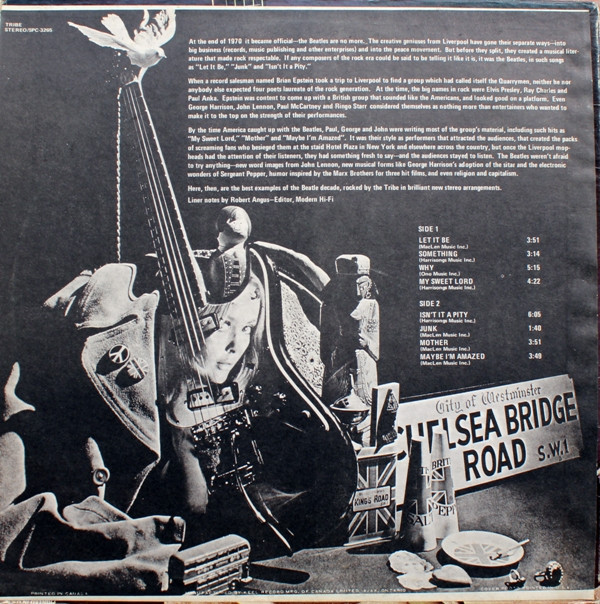 TRIBE
STEREO/SPC-3265
At the end of 1970 it became official—the Beatles are no more. The creative geniuses from Liverpool have gone their separate ways—into
big business (records, music publishing and other enterprises) and into the peace movement. But before they split, they created a musical liter-
ature that made rock respectable. If any composers of the rock era could be said to be telling it like it is, it was the Beatles, in such songs
as "Let It Be," "Junk" and "Isn't it a Pity."
When a record salesman named Brian Epstein took a trip to Liverpool to find a group which had called itself the Quarrymen, neither he nor
anybody else expected four poets laureate of the rock generation. At the time, the big names in rock were Elvis Presley, Ray Charles and
Paul Anka. Epstein was content to come up with a British group that sounded like the Americans, and looked good on a platform. Even
George Harrison, John Lennon, Paul McCartney and Ringo Starr considered themselves as nothing more than entertainers who wanted to
make it to the top on the strength of their performances.
By the time America caught up with the Beatles, Paul, George and John were writing most of the group's material, including such hits as
"My Sweet Lord," "Mother" and "Maybe I'm Amazed". It was their style as performers that attracted the audiences, that created the packs
of screaming fans who besieged them at the staid Hotel Plaza in New York and elsewhere across the country, but once the Liverpool mop-
heads had the attention of their listeners, they had something fresh to say—and the audiences stayed to listen. The Beatles weren't afraid
to try anything—new word images from John Lennon, new musical forms like George Harrison's adoption of the sitar and the electronic
wonders of Sergeant Pepper, humor inspired by the Marx Brothers for three hit films, and even religion and capitalism.
Here, then, are the best examples of the Beatle decade, rocked by the Tribe in brilliant new stereo arrangements.
Liner notes by Robert Angus—Editor, Modern Hi-Fi
SIDE 1
LET IT BE 3:51
(MacLen Music Inc.)
SOMETHING 3:14
(Harrisongs Music Inc.)
WHY 5:15
(Ono Music Inc.)
MY SWEET LORD 4:22
(Harrisongs Music Inc.)
SIDE 2
ISN'T IT A PITY 6:05
(Harrisongs Music Inc.)
JUNK 1:40
(MacLen Music Inc.)
MOTHER 3:51
(MacLen Music Inc.)
MAYBE I'M AMAZED 3:49
(MacLen Music Inc.)
City of Westminster
CHELSEA BRIDGE
ROAD S.W.1
KINGS ROAD
SAL
PEPP
PRINTED IN CANADA